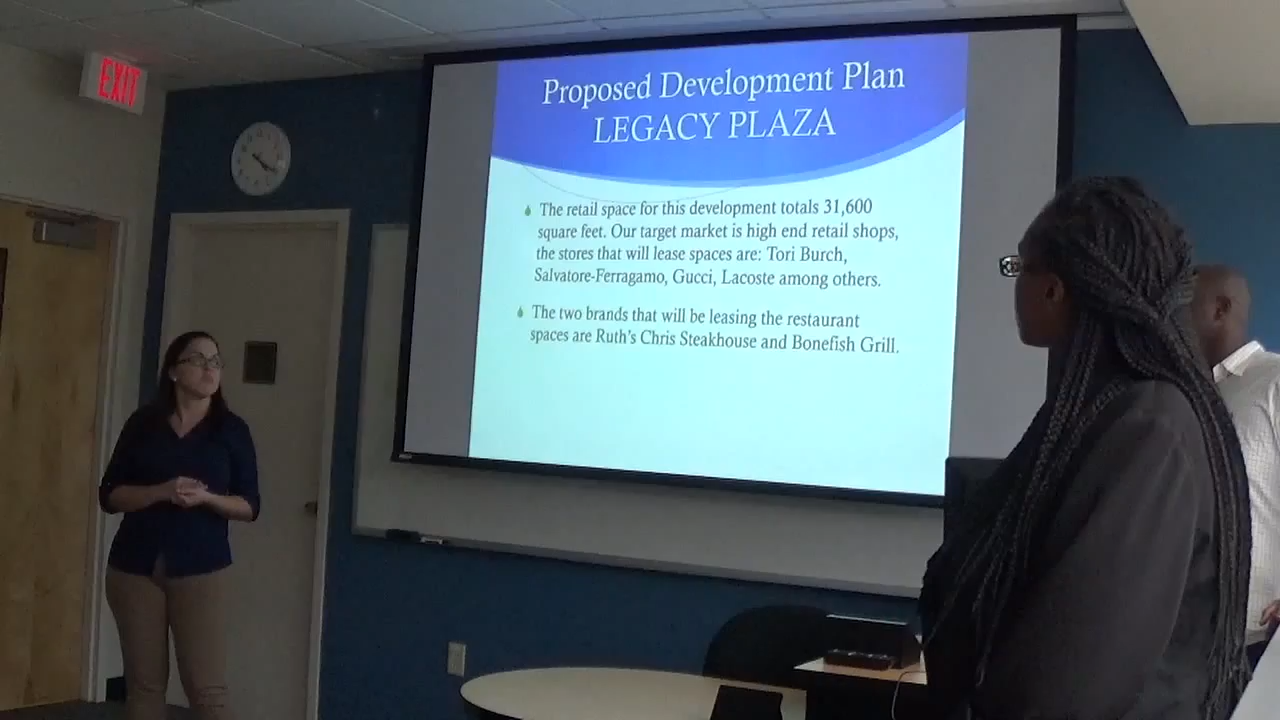 EXIT
Proposed Development Plan
LEGACY PLAZA
The retail space for this development totals 31,600
square feet. Our target market is high end retail shops,
the stores that will lease spaces are: Tori Burch,
Salvatore-Ferragamo, Gucci, Lacoste among others.
The two brands that will be leasing the restaurant
spaces are Ruth's Chris Steakhouse and Bonefish Grill.